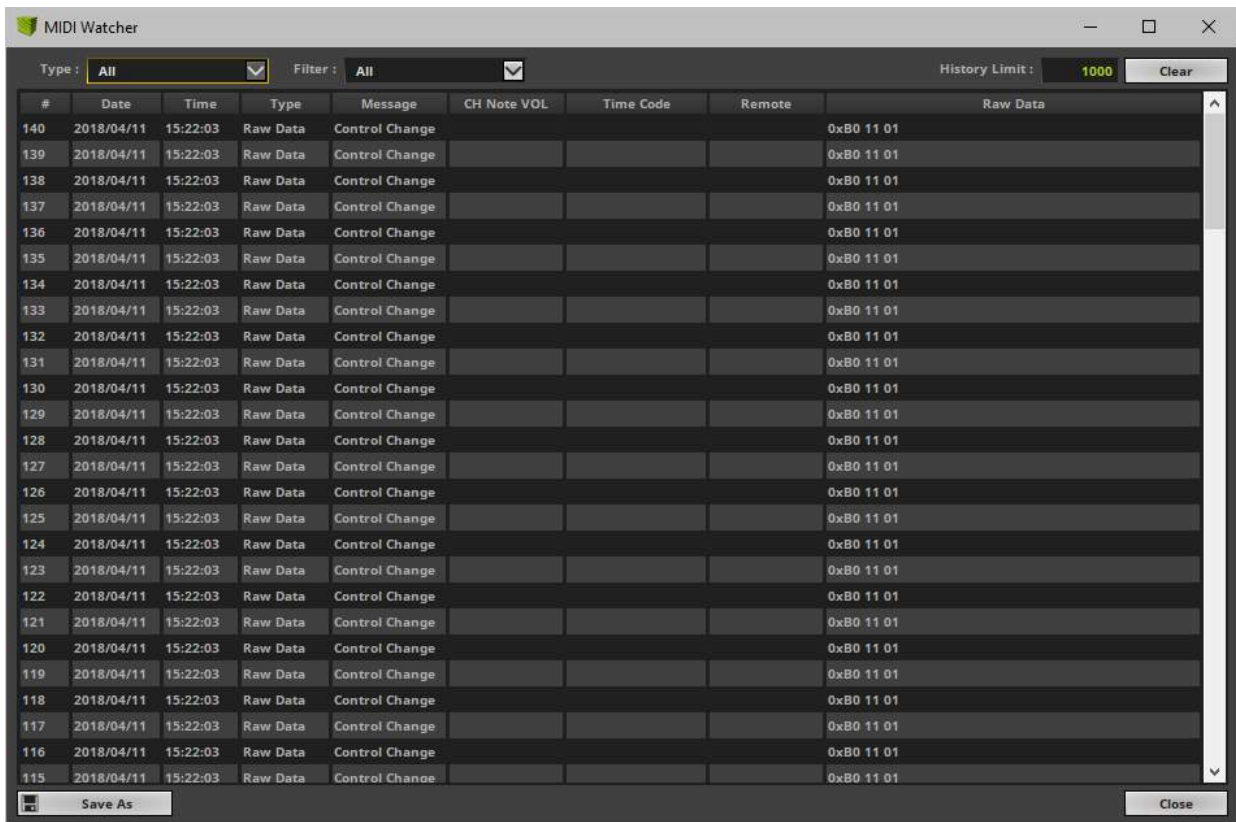 MIDI Watcher
Type : All Filter : All History Limit : 1000 Clear
# Date Time Type Message CH Note VOL Time Code Remote Raw Data
140 2018/04/11 15:22:03 Raw Data Control Change 0xB0 11 01
139 2018/04/11 15:22:03 Raw Data Control Change 0xB0 11 01
138 2018/04/11 15:22:03 Raw Data Control Change 0xB0 11 01
137 2018/04/11 15:22:03 Raw Data Control Change 0xB0 11 01
136 2018/04/11 15:22:03 Raw Data Control Change 0xB0 11 01
135 2018/04/11 15:22:03 Raw Data Control Change 0xB0 11 01
134 2018/04/11 15:22:03 Raw Data Control Change 0xB0 11 01
133 2018/04/11 15:22:03 Raw Data Control Change 0xB0 11 01
132 2018/04/11 15:22:03 Raw Data Control Change 0xB0 11 01
131 2018/04/11 15:22:03 Raw Data Control Change 0xB0 11 01
130 2018/04/11 15:22:03 Raw Data Control Change 0xB0 11 01
129 2018/04/11 15:22:03 Raw Data Control Change 0xB0 11 01
128 2018/04/11 15:22:03 Raw Data Control Change 0xB0 11 01
127 2018/04/11 15:22:03 Raw Data Control Change 0xB0 11 01
126 2018/04/11 15:22:03 Raw Data Control Change 0xB0 11 01
125 2018/04/11 15:22:03 Raw Data Control Change 0xB0 11 01
124 2018/04/11 15:22:03 Raw Data Control Change 0xB0 11 01
123 2018/04/11 15:22:03 Raw Data Control Change 0xB0 11 01
122 2018/04/11 15:22:03 Raw Data Control Change 0xB0 11 01
121 2018/04/11 15:22:03 Raw Data Control Change 0xB0 11 01
120 2018/04/11 15:22:03 Raw Data Control Change 0xB0 11 01
119 2018/04/11 15:22:03 Raw Data Control Change 0xB0 11 01
118 2018/04/11 15:22:03 Raw Data Control Change 0xB0 11 01
117 2018/04/11 15:22:03 Raw Data Control Change 0xB0 11 01
116 2018/04/11 15:22:03 Raw Data Control Change 0xB0 11 01
115 2018/04/11 15:22:03 Raw Data Control Change 0xB0 11 01
Save As Close